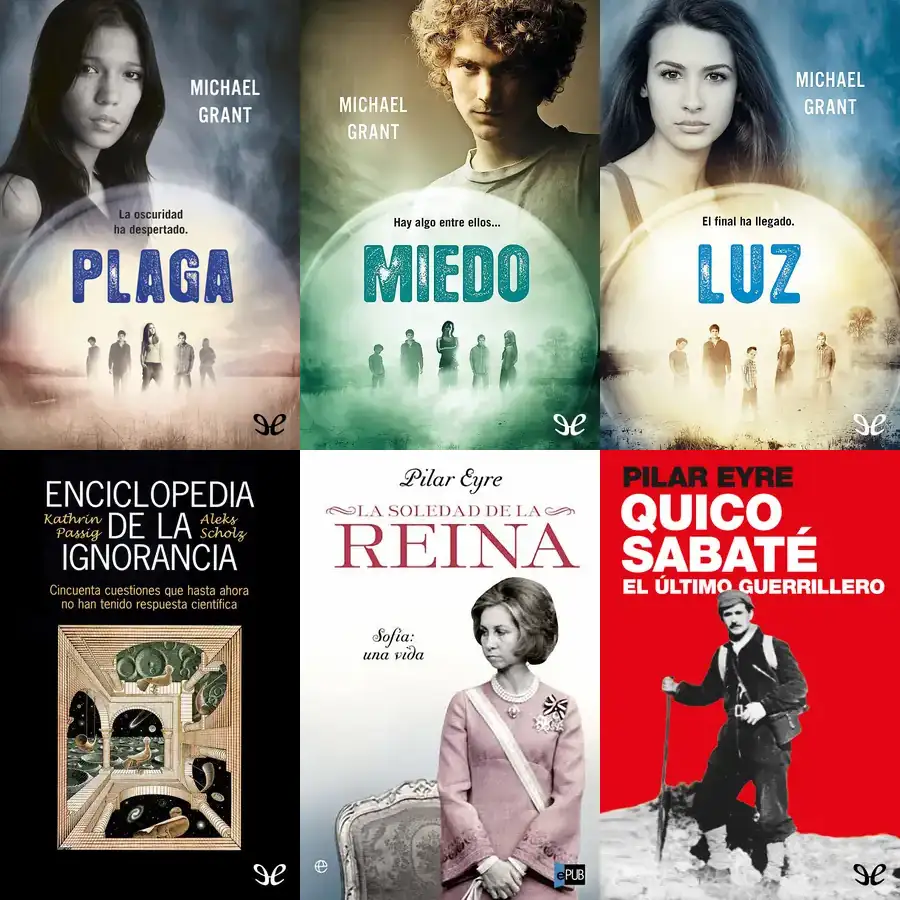 MICHAEL
GRANT
La oscuridad
ha despertado.
PLAGA
MICHAEL
GRANT
Hay algo entre ellos...
MIEDO
MICHAEL
GRANT
El final ha llegado.
LUZ
ENCICLOPEDIA
Kathrin Passig
DE LA
Aleks Scholz
IGNORANCIA
Cincuenta cuestiones que hasta ahora
no han tenido respuesta científica
Pilar Eyre
LA SOLEDAD DE LA
REINA
Sofía:
una vida
e
ePUB
PILAR EYRE
QUICO
SABATÉ
EL ÚLTIMO GUERRILLERO